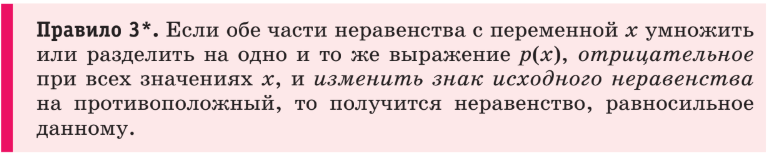 Правило 3*. Если обе части неравенства с переменной x умножить
или разделить на одно и то же выражение p(x), отрицательное
при всех значениях x, и изменить знак исходного неравенства
на противоположный, то получится неравенство, равносильное
данному.